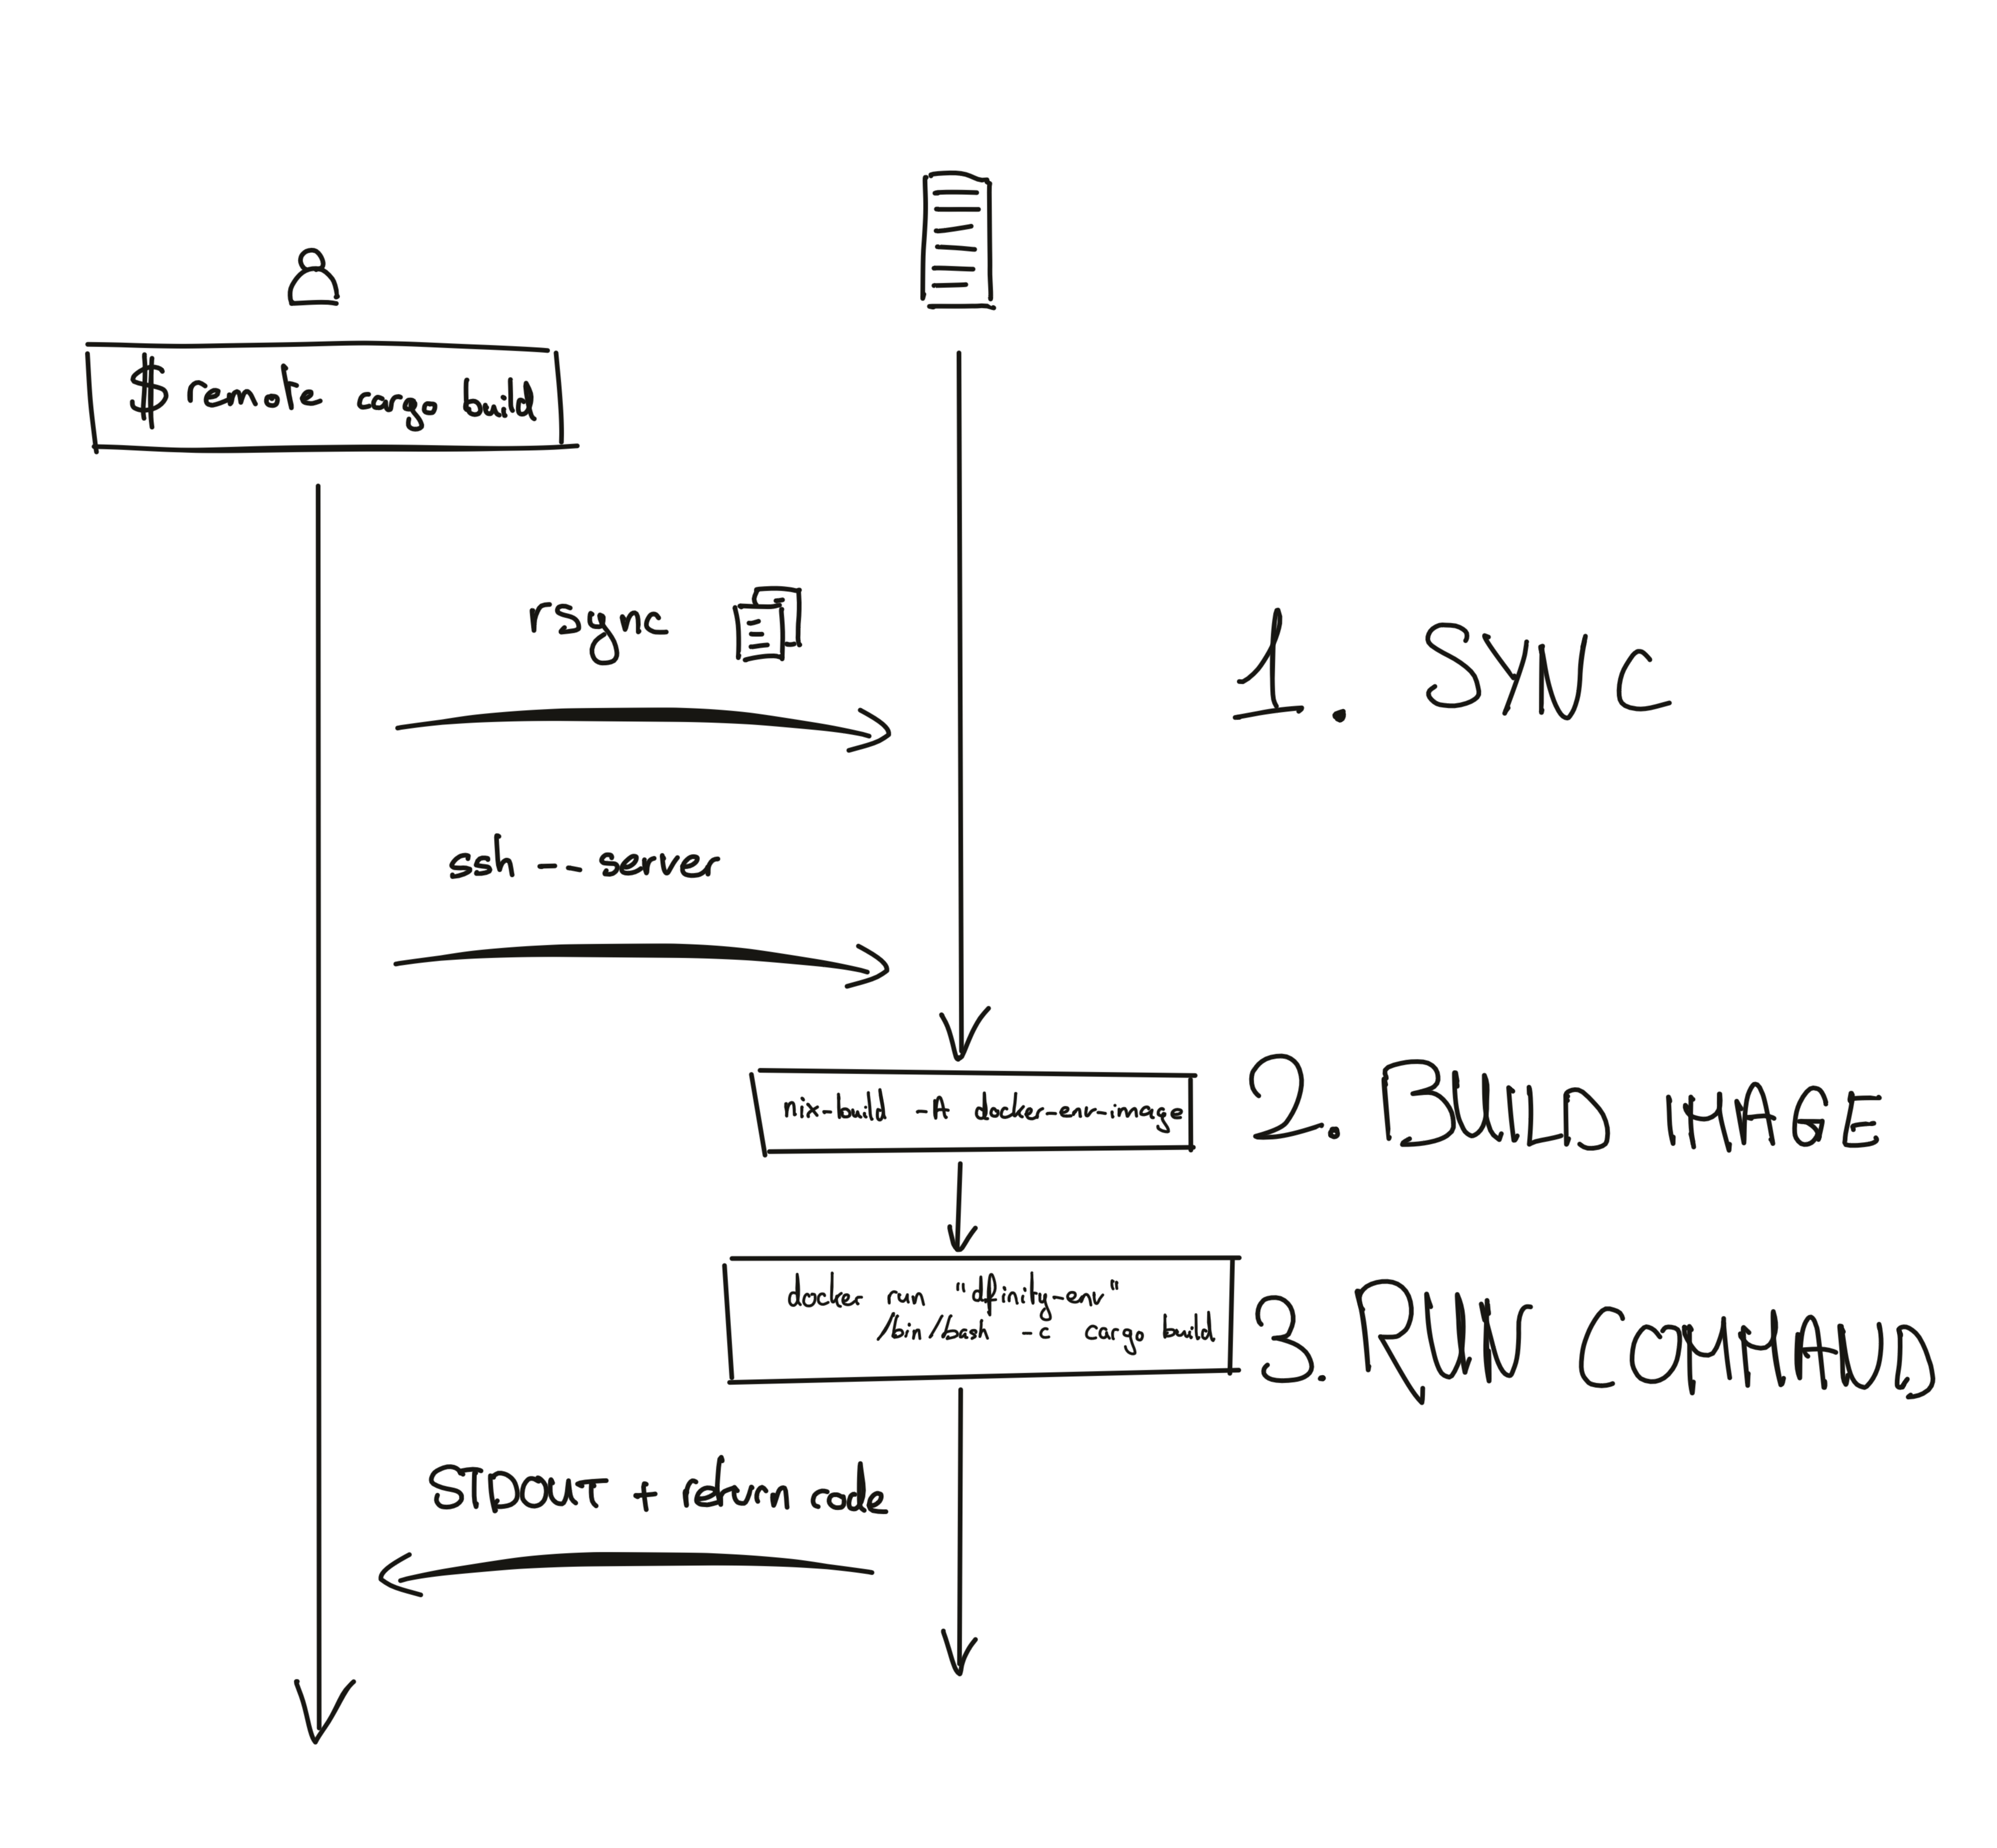 $ remote cargo build
rsync
1. SYNC
ssh -- server
nix-build -A docker-env-image
2. BUILD IMAGE
docker run "dfinity-env"
/bin/bash -c cargo build
3. RUN COMMAND
STDOUT + return code